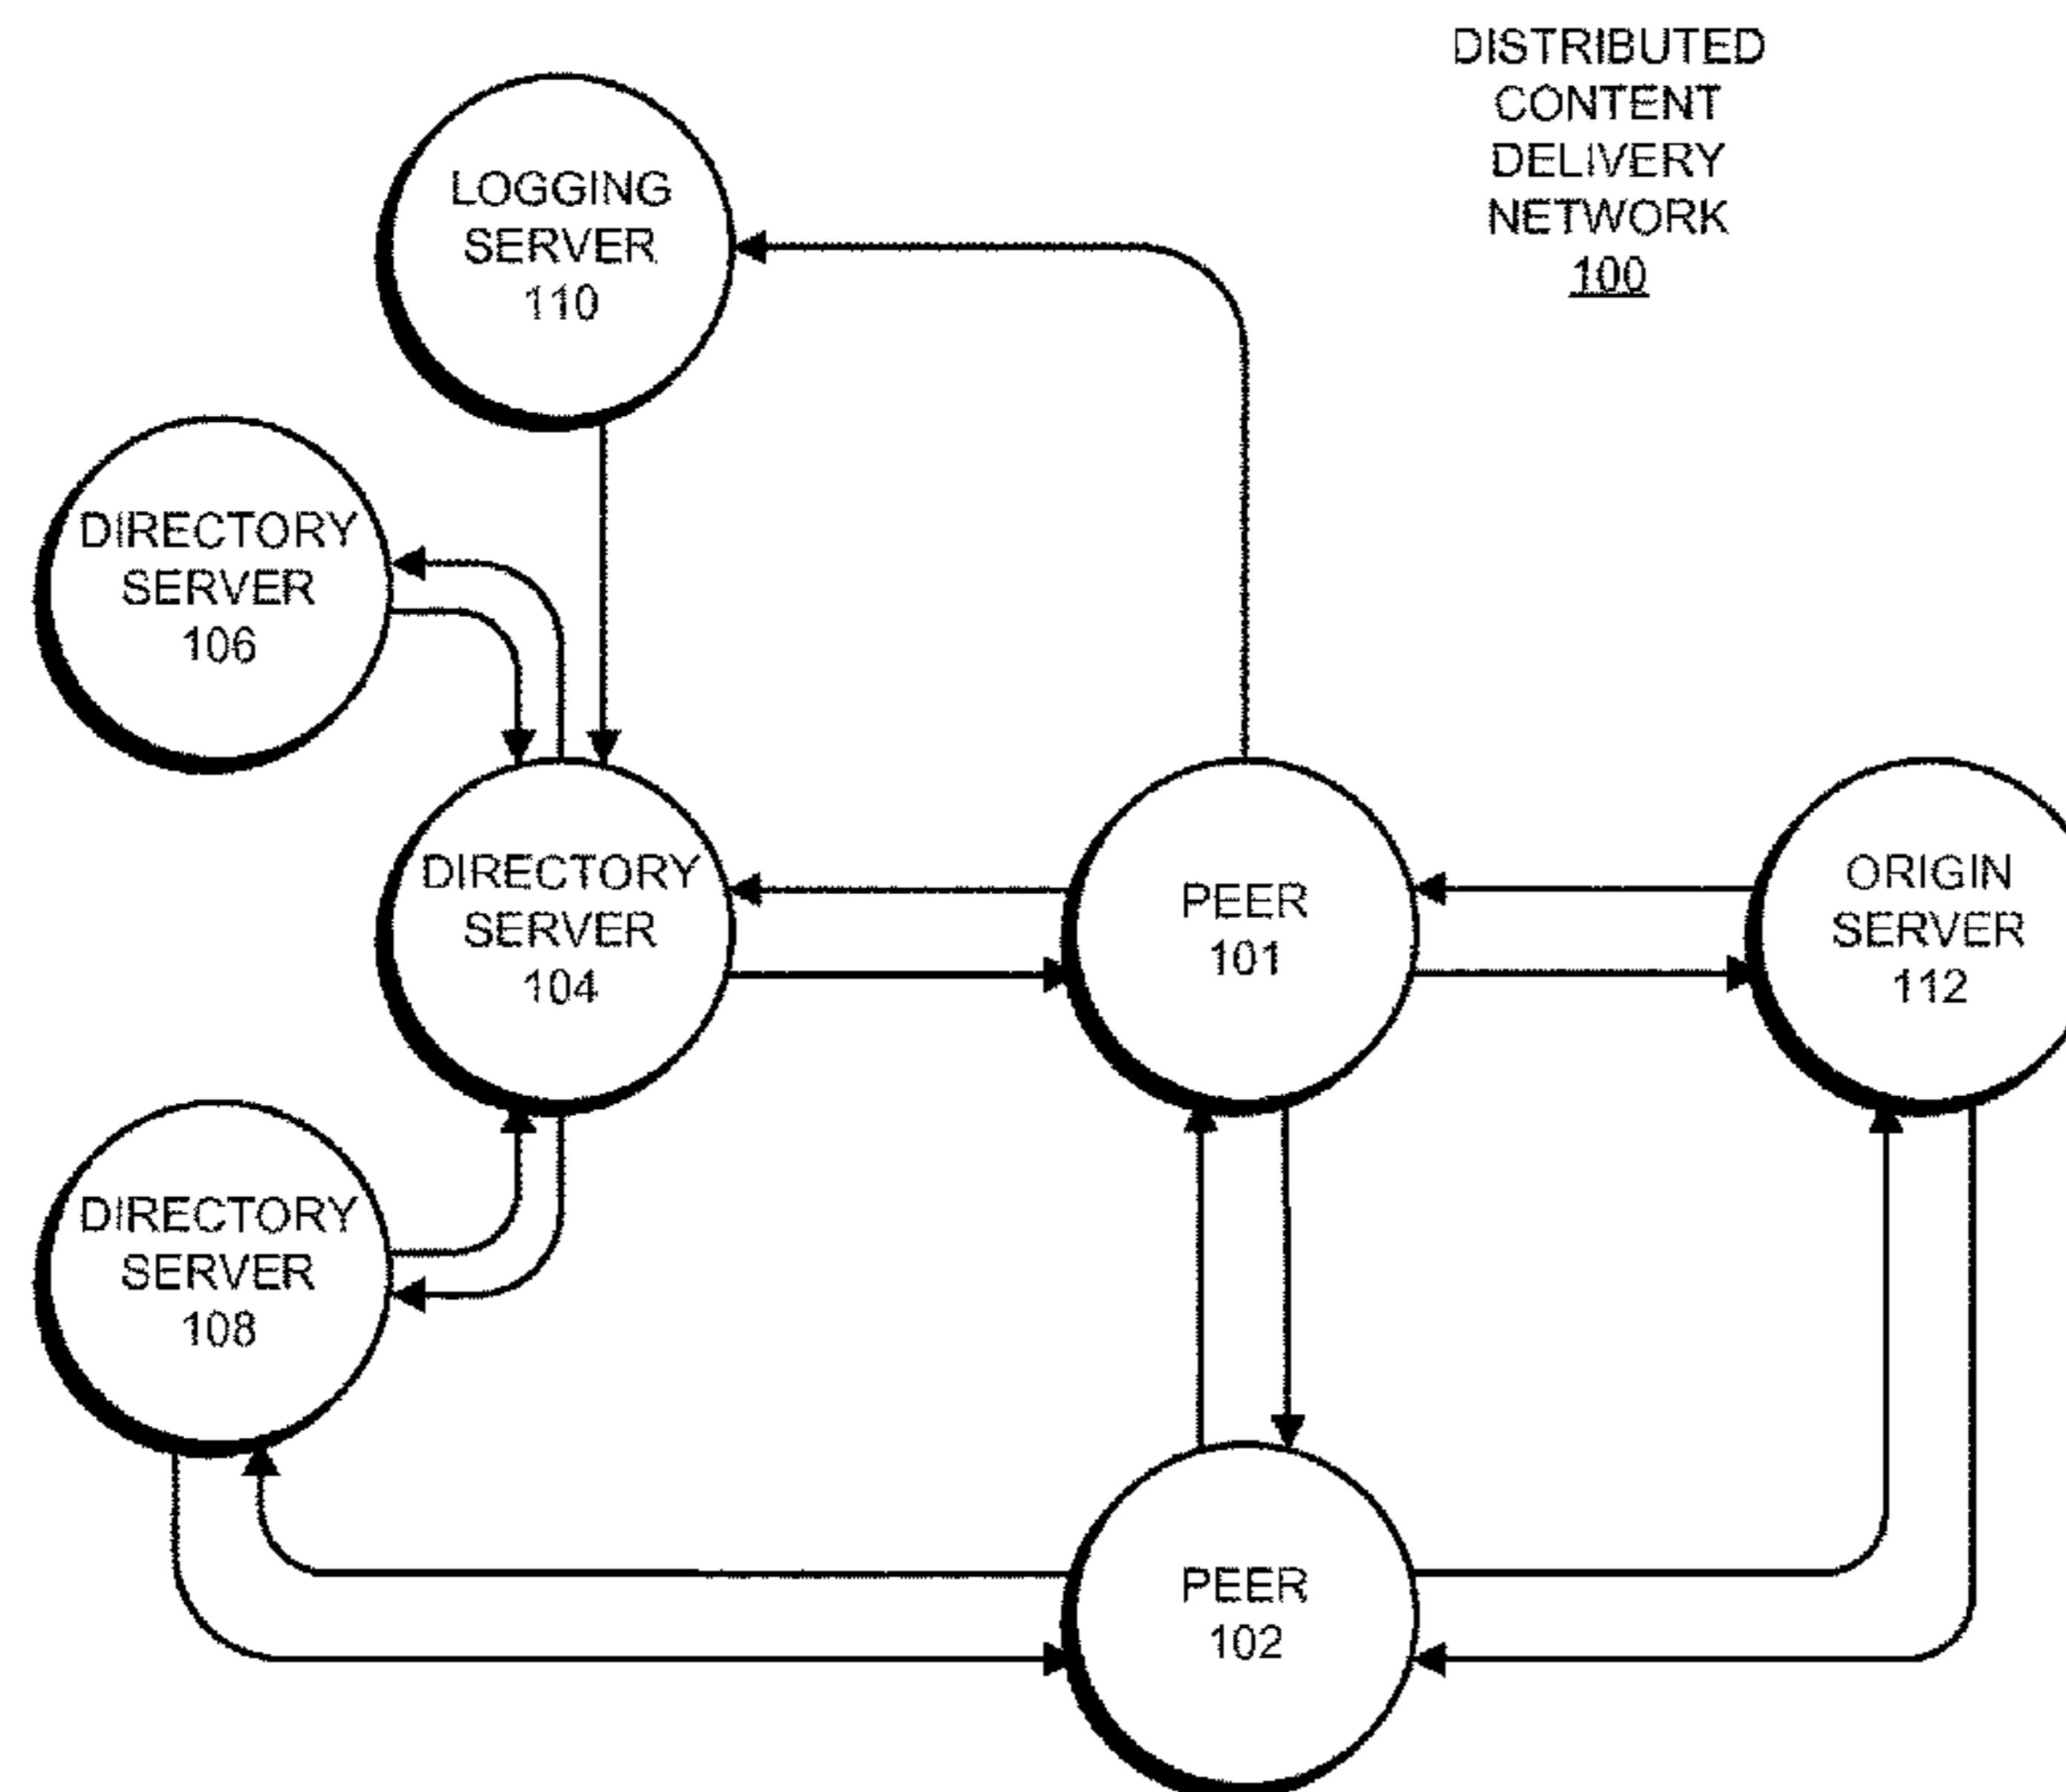 DISTRIBUTED
CONTENT
DELIVERY
NETWORK
100
LOGGING
SERVER
110
DIRECTORY
SERVER
106
DIRECTORY
SERVER
104
PEER
101
ORIGIN
SERVER
112
DIRECTORY
SERVER
108
PEER
102